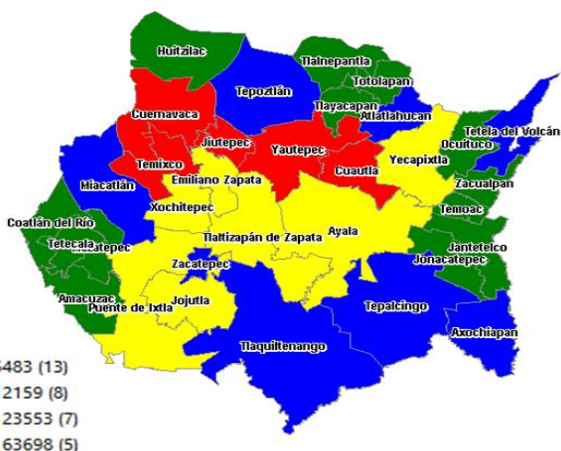 Huitzilac
Tlalnepantla
Totolapan
Tepoztlán
Tlayacapan
Cuernavaca
Atlatlahucan
Tetela del Volcán
Jiutepec
Yautepec
Ocuituco
Yecapixtla
Temixco
Cuautla
Emiliano Zapata
Zacualpan
Miacatlán
Xochitepec
Temoac
Coatlán del Río
Tlaltizapán de Zapata
Ayala
Tetecala
Jantetelco
Zacatepec
Jonacatepec
Amacuzac
Jojutla
Puente de Ixtla
Tepalcingo
Axochiapan
Tlaquiltenango
5483 (13)
2159 (8)
23553 (7)
63698 (5)